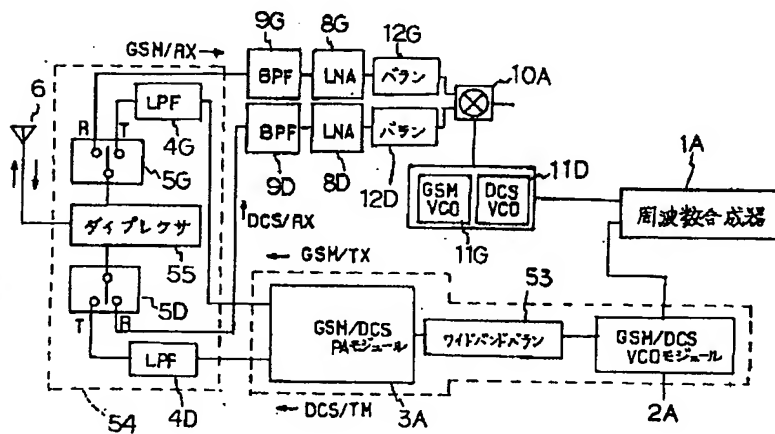 GSM/RX
9G
8G
12G
10A
BPF
LNA
バラン
6
LPF
R
T
4G
5G
BPF
LNA
バラン
9D
8D
12D
11D
1A
GSM
VCO
DCS
VCO
周波数合成器
DCS/RX
11G
ダイプレクサ
55
GSM/TX
53
5D
T
R
GSM/DCS
PAモジュール
ワイドバンドバラン
GSM/DCS
VCOモジュール
LPF
54
4D
DCS/TM
3A
2A